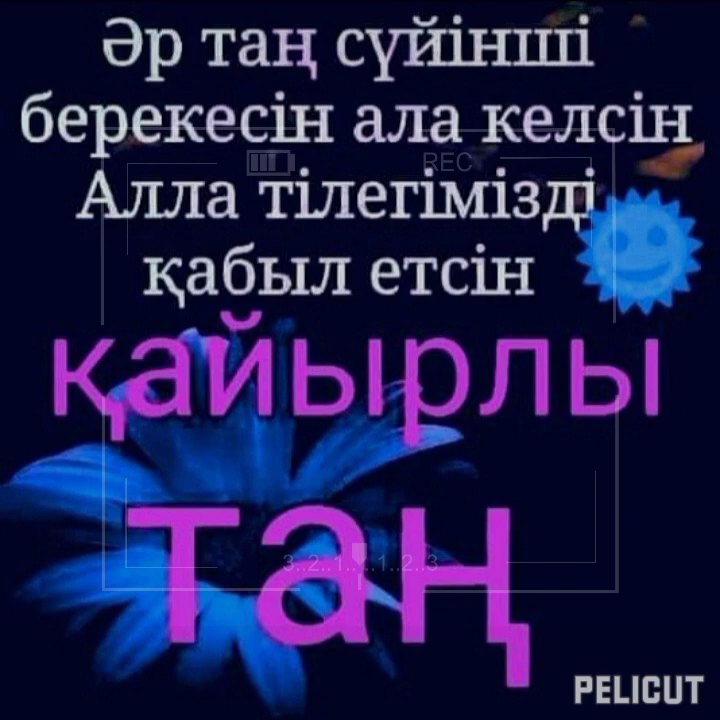 Әр таң сүйінші
берекесін ала келсін
REC
Алла тілегімізді
қабыл етсін
қайырлы
таң
3..2..1..  ..1..2..3
PELICUT